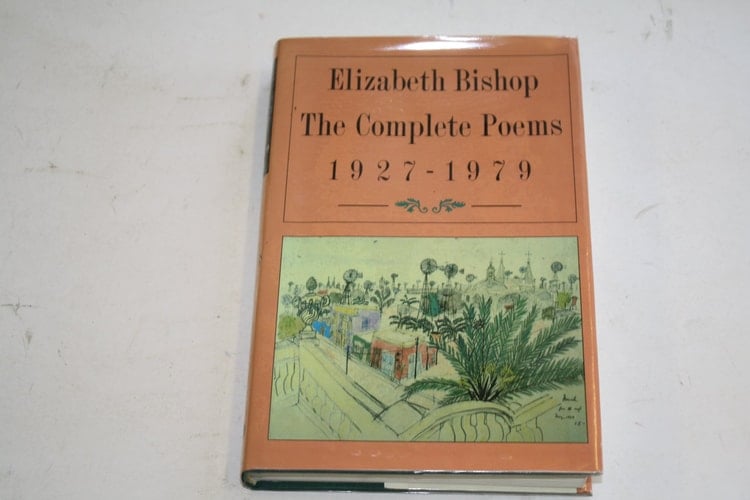 Elizabeth Bishop
The Complete Poems
1927-1979